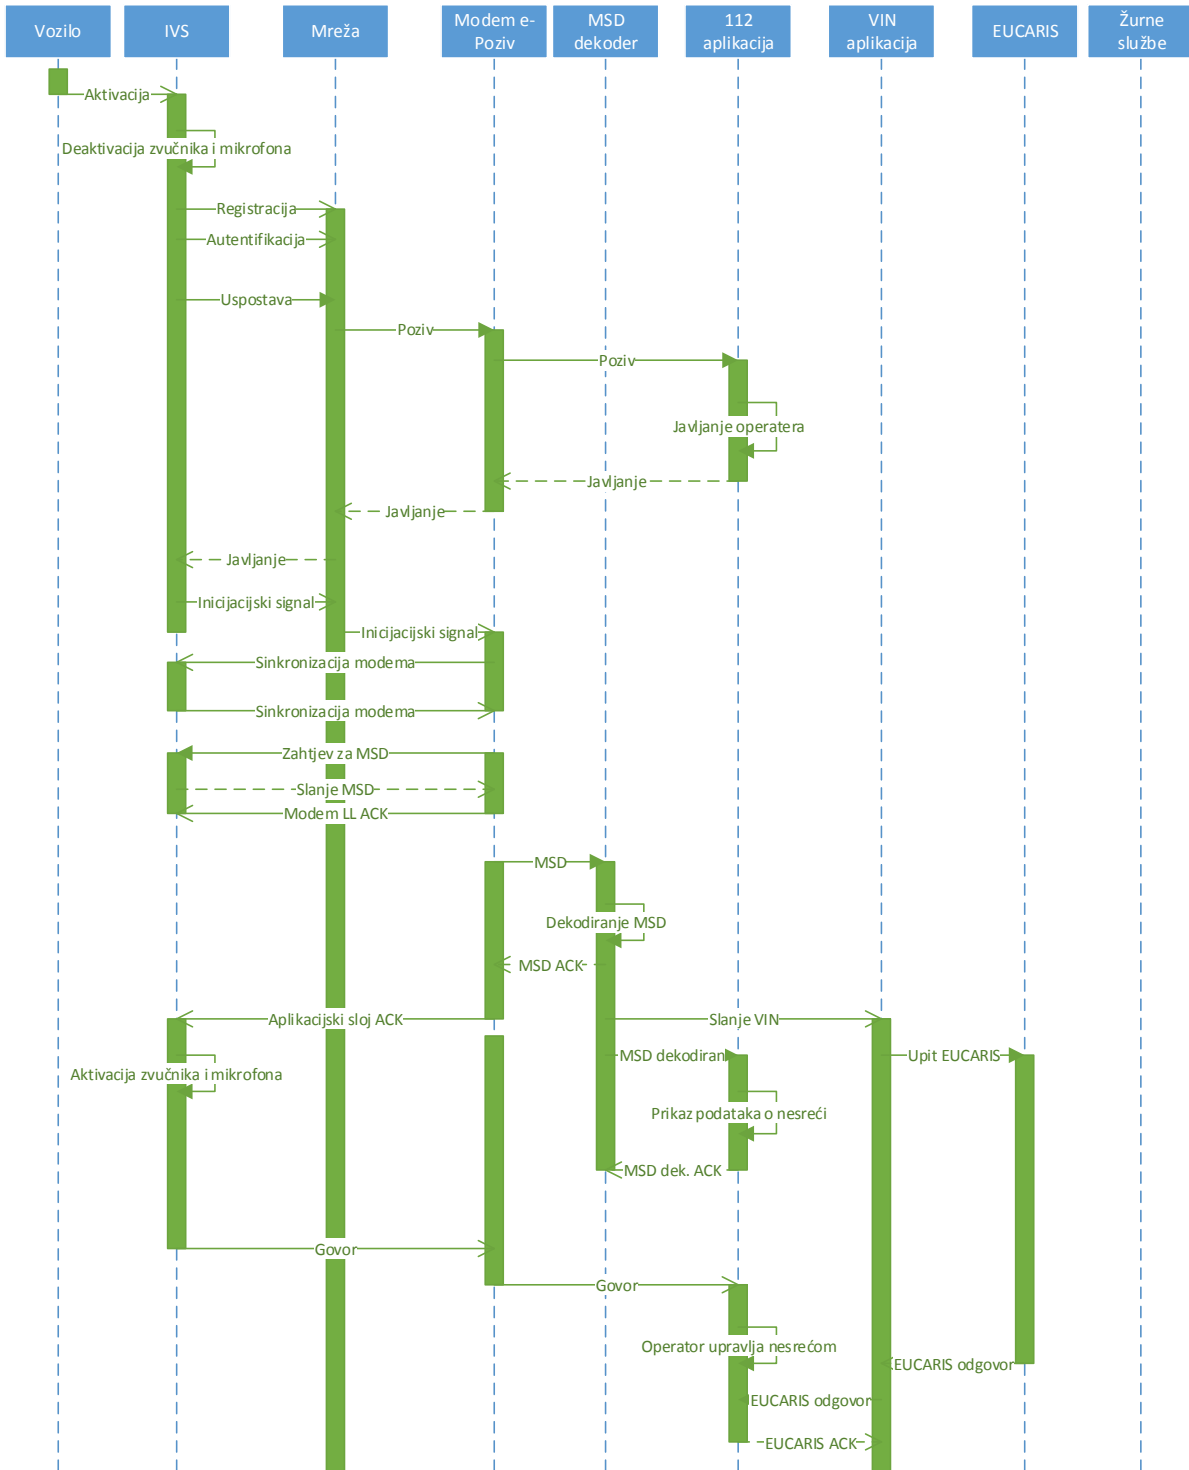 Vozilo
IVS
Mreža
Modem e-
Poziv
MSD
dekoder
112
aplikacija
VIN
aplikacija
EUCARIS
Žurne
službe
Aktivacija
Deaktivacija zvučnika i mikrofona
Registracija
Autentifikacija
Uspostava
Poziv
Poziv
Javljanje operatera
Javljanje
Javljanje
Javljanje
Inicijacijski signal
Inicijacijski signal
Sinkronizacija modema
Sinkronizacija modema
Zahtjev za MSD
Slanje MSD
Modem LL ACK
MSD
Dekodiranje MSD
MSD ACK
Aplikacijski sloj ACK
Slanje VIN
MSD dekodiran
Upit EUCARIS
Aktivacija zvučnika i mikrofona
Prikaz podataka o nesreći
MSD dek. ACK
Govor
Govor
Operator upravlja nesrećom
EUCARIS odgovor
EUCARIS odgovor
EUCARIS ACK